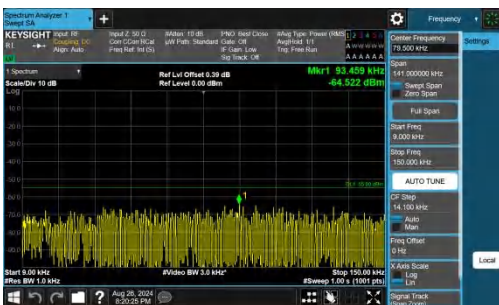 Spectrum Analyzer 1
Swept SA
+
Frequency
KEYSIGHT Input: RF
Coupling: DC
Align: Auto
Input Z: 50 Ω
Corr CCorr RCal
Freq Ref: Int (S)
#Atten: 10 dB
µW Path: Standard
PNO: Best Close
Gate: Off
IF Gain: Low
Sig Track: Off
#Avg Type: Power (RMS)
Avg|Hold: 1/1
Trig: Free Run
1 Spectrum
Scale/Div 10 dB
Log
Ref Lvl Offset 0.39 dB
Ref Level 0.00 dBm
Mkr1 93.459 kHz
-64.522 dBm
1
Start 9.00 kHz
#Res BW 1.0 kHz
#Video BW 3.0 kHz*
Stop 150.00 kHz
#Sweep 1.00 s (1001 pts)
Aug 26, 2024
8:20:25 PM
Center Frequency
79.500 kHz
Settings
Span
141.000000 kHz
Swept Span
Zero Span
Full Span
Start Freq
9.000 kHz
Stop Freq
150.000 kHz
AUTO TUNE
CF Step
14.100 kHz
Auto
Man
Freq Offset
0 Hz
X Axis Scale
Log
Lin
Local
Signal Track
(Span Zoom)